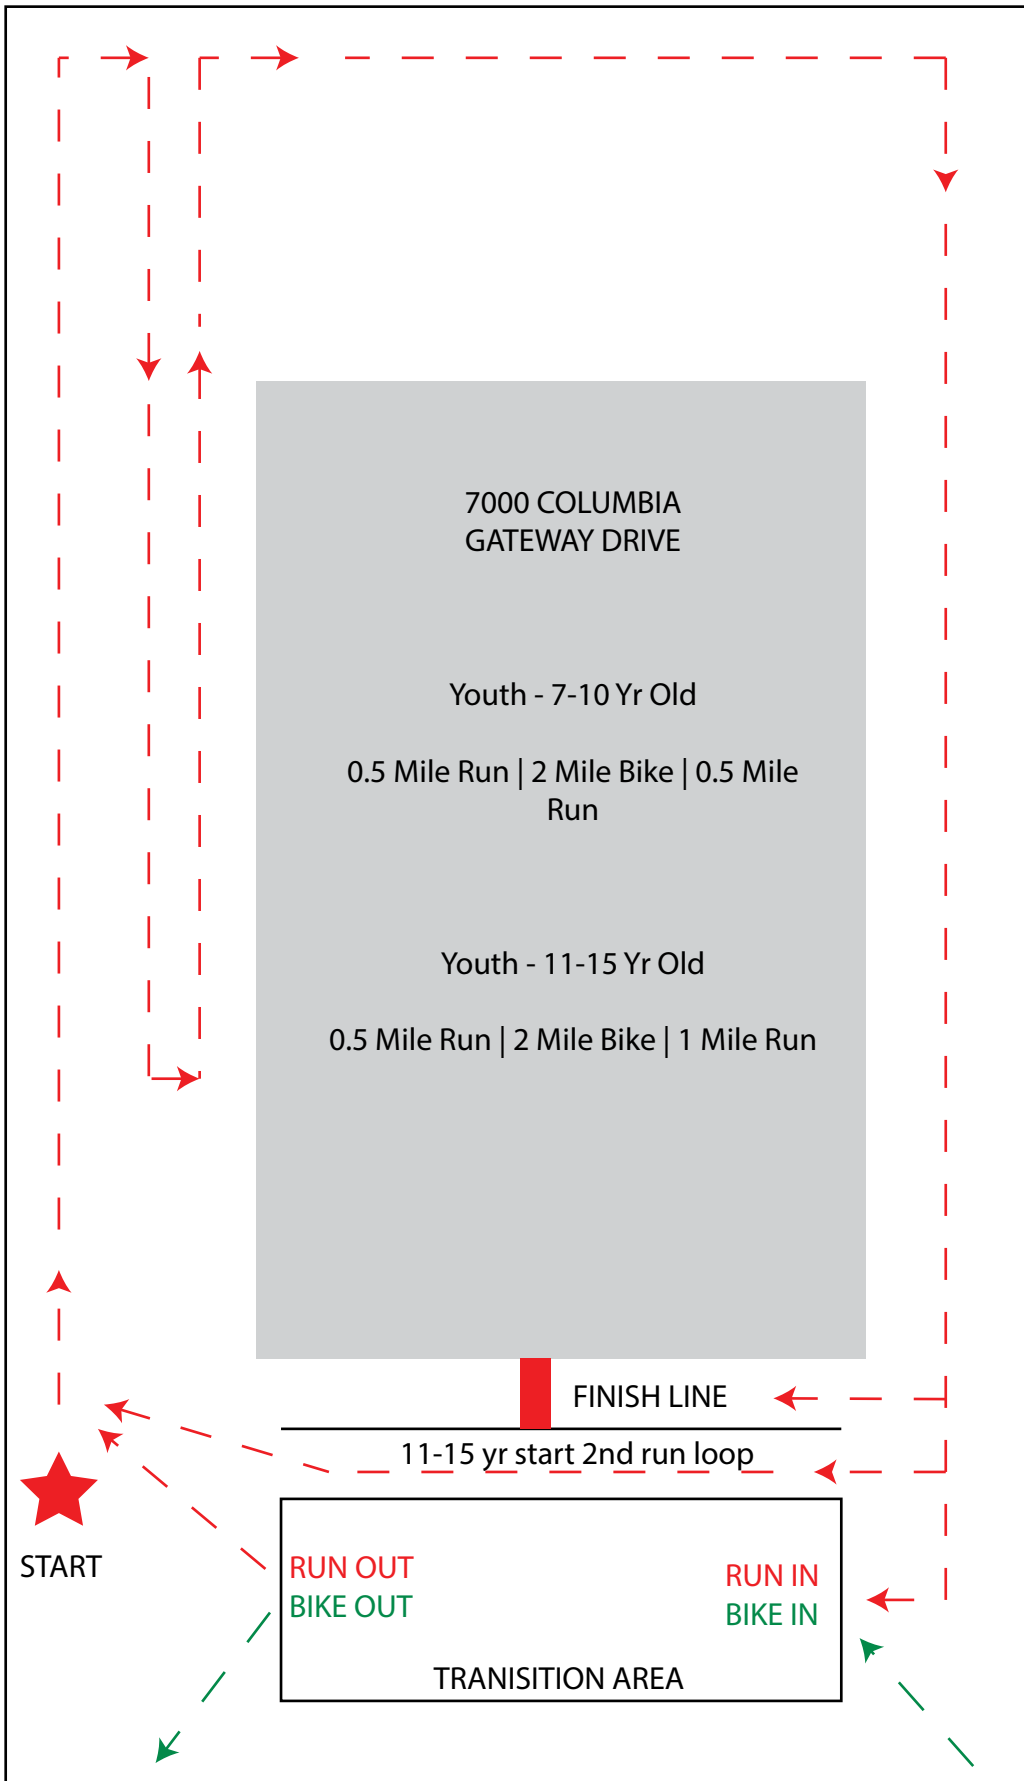 7000 COLUMBIA
GATEWAY DRIVE
Youth - 7-10 Yr Old
0.5 Mile Run | 2 Mile Bike | 0.5 Mile
Run
Youth - 11-15 Yr Old
0.5 Mile Run | 2 Mile Bike | 1 Mile Run
FINISH LINE
11-15 yr start 2nd run loop
START
RUN OUT
BIKE OUT
RUN IN
BIKE IN
TRANISITION AREA